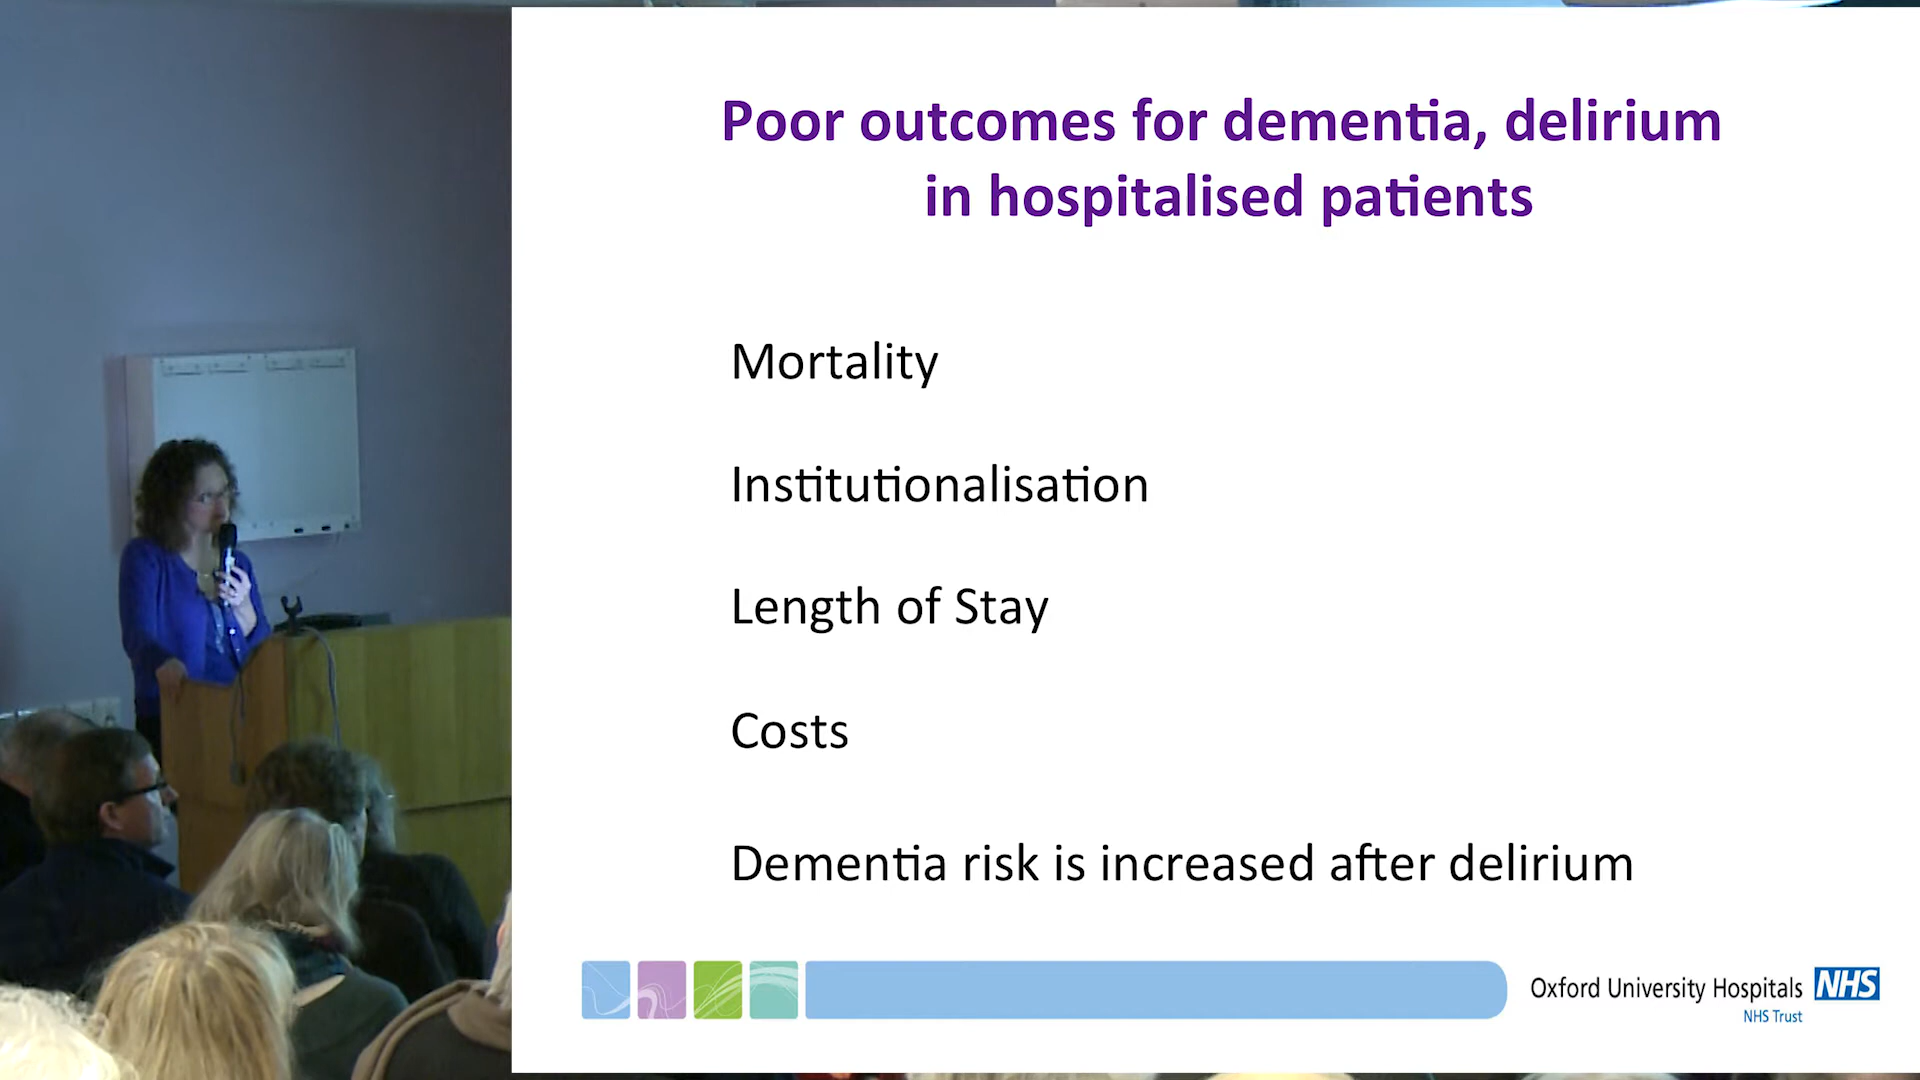 Poor outcomes for dementia, delirium
in hospitalised patients
Mortality
Institutionalisation
Length of Stay
Costs
Dementia risk is increased after delirium
Oxford University Hospitals NHS
NHS Trust